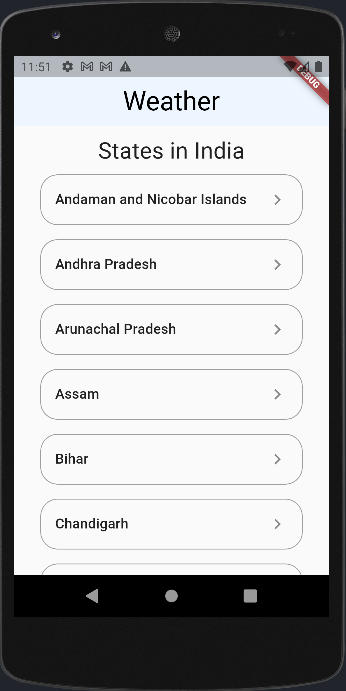 11:51
DEBUG
Weather
States in India
Andaman and Nicobar Islands
Andhra Pradesh
Arunachal Pradesh
Assam
Bihar
Chandigarh